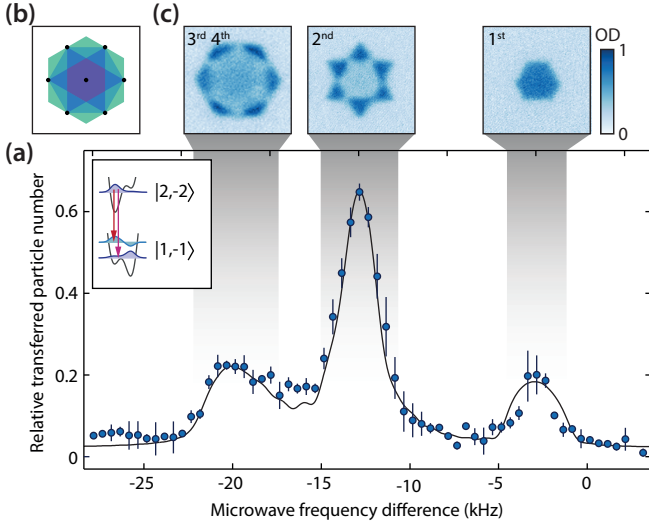 (b)
(c)
3rd 4th
2nd
1st
OD
1
0
(a)
|2,-2⟩
|1,-1⟩
Relative transferred particle number
0.6
0.4
0.2
0
-25
-20
-15
-10
-5
0
Microwave frequency difference (kHz)